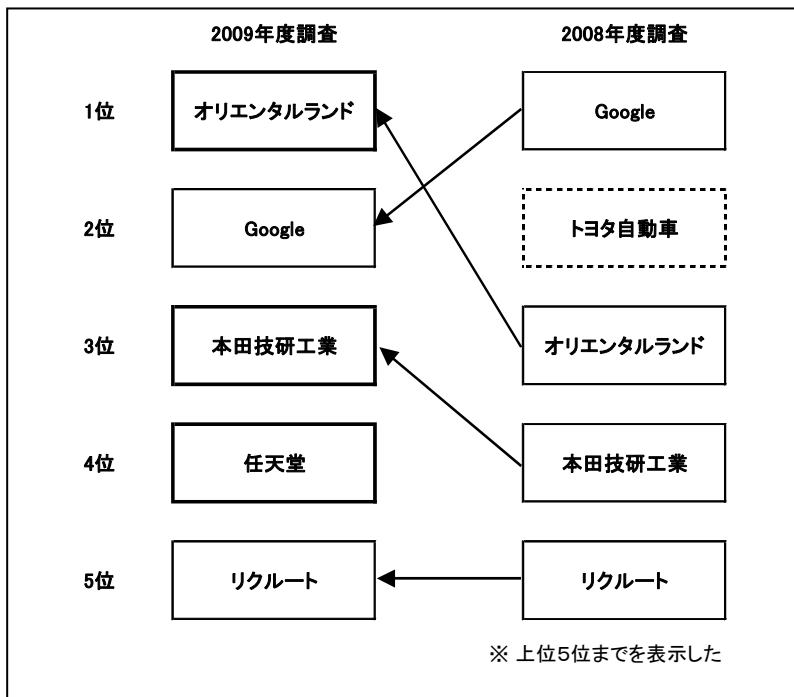 2009年度調査 2008年度調査
1位 オリエンタルランド Google
2位 Google トヨタ自動車
3位 本田技研工業 オリエンタルランド
4位 任天堂 本田技研工業
5位 リクルート リクルート
※ 上位5位までを表示した